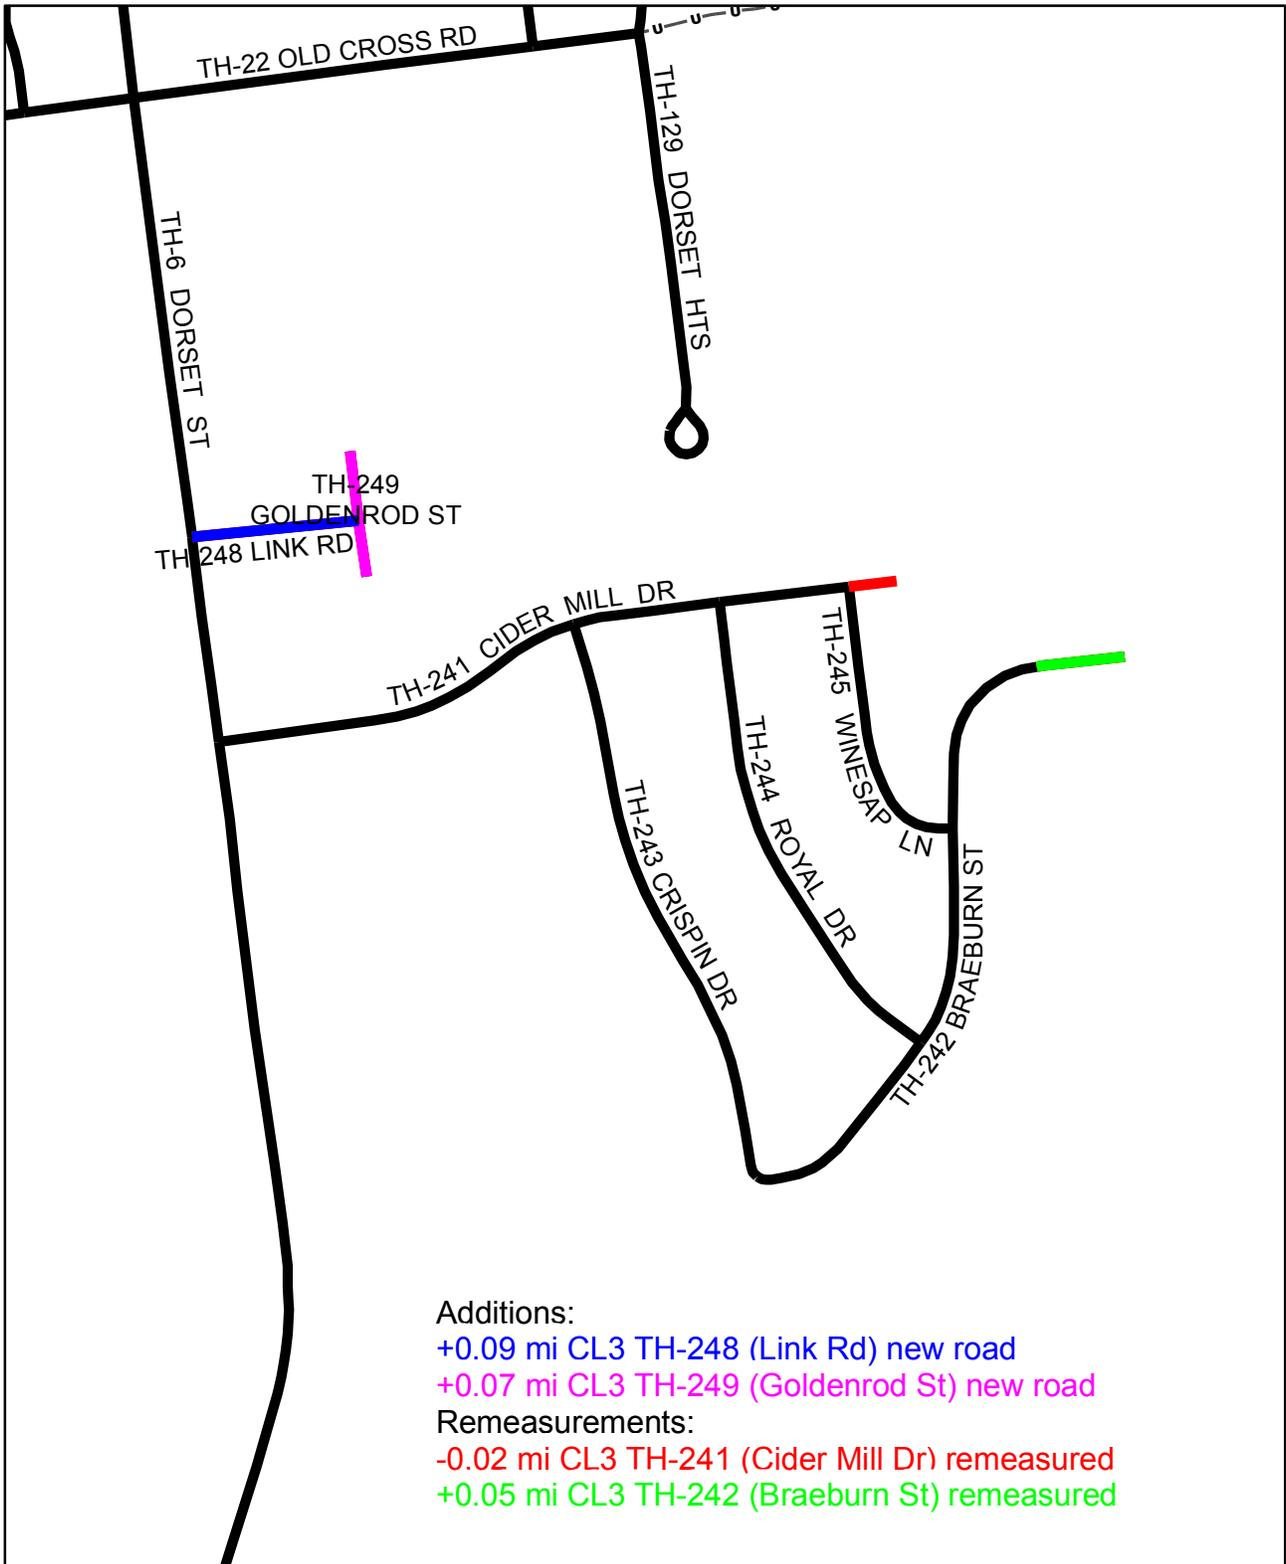 TH-22 OLD CROSS RD
TH-129 DORSET HTS
TH-6 DORSET ST
TH-249
GOLDENROD ST
TH-248 LINK RD
TH-241 CIDER MILL DR
TH-245 WINESAP LN
TH-244 ROYAL DR
TH-243 CRISPIN DR
TH-242 BRAEBURN ST
Additions:
+0.09 mi CL3 TH-248 (Link Rd) new road
+0.07 mi CL3 TH-249 (Goldenrod St) new road
Remeasurements:
-0.02 mi CL3 TH-241 (Cider Mill Dr) remeasured
+0.05 mi CL3 TH-242 (Braeburn St) remeasured